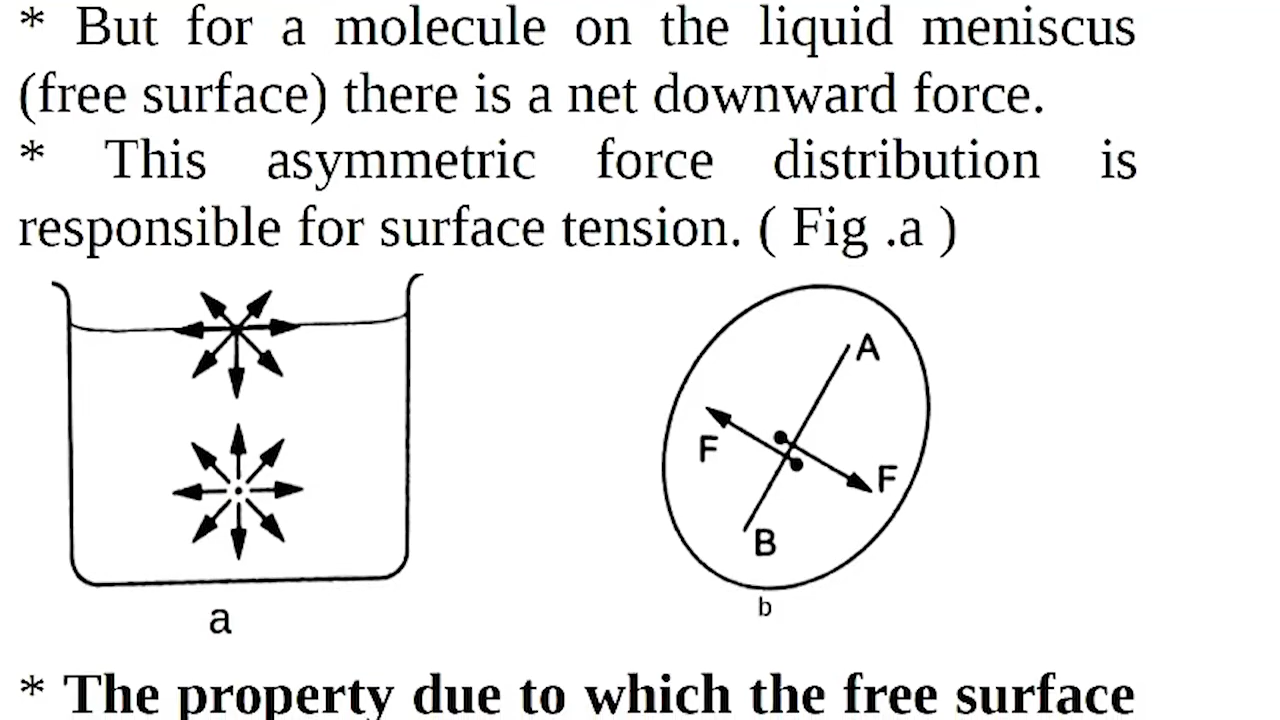 * But for a molecule on the liquid meniscus
(free surface) there is a net downward force.
* This asymmetric force distribution is
responsible for surface tension. ( Fig .a )
A
F
F
B
a
b
* The property due to which the free surface